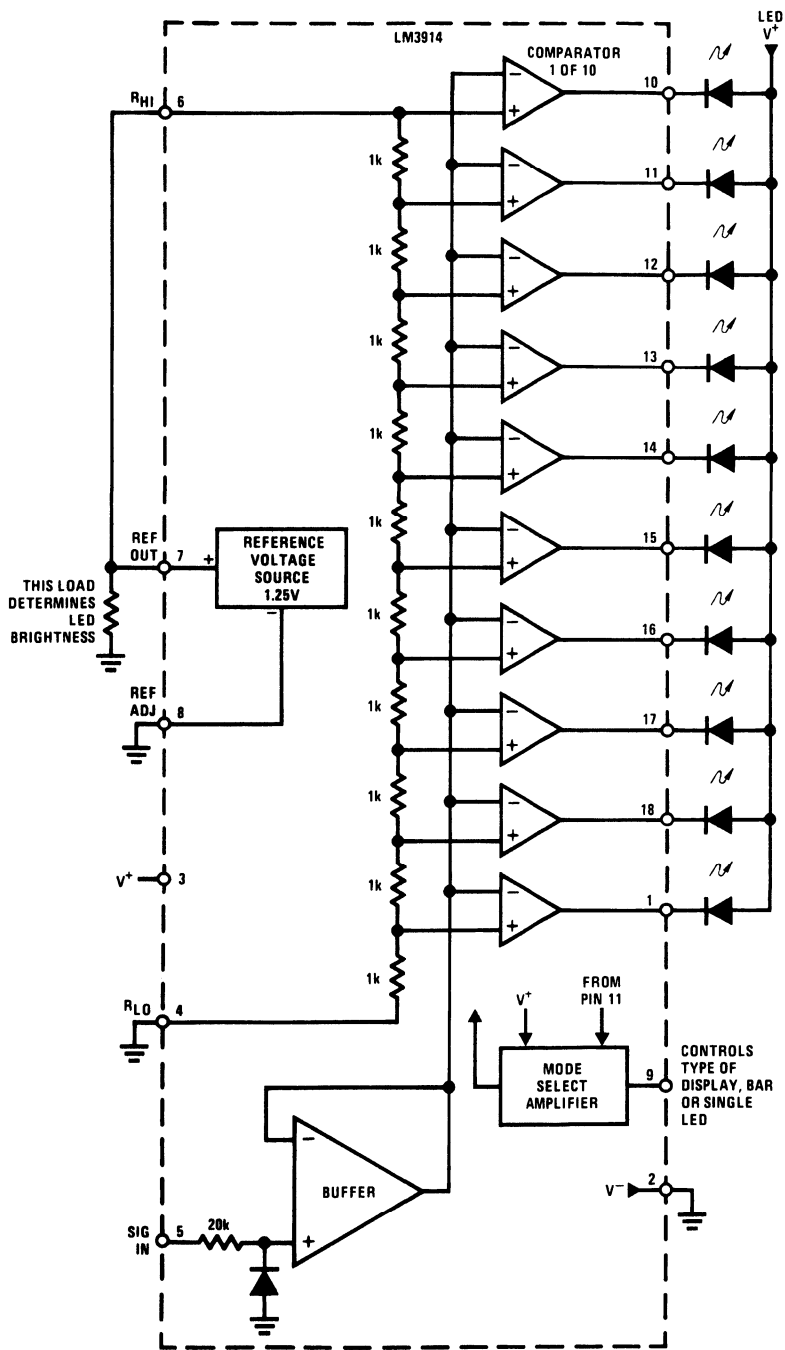 LM3914
LED
V+
COMPARATOR
1 OF 10
−
+
10
RHI
6
1k
−
+
11
1k
−
+
12
1k
−
+
13
1k
−
+
14
1k
−
+
15
REF
OUT
7
+
REFERENCE
VOLTAGE
SOURCE
1.25V
−
THIS LOAD
DETERMINES
LED
BRIGHTNESS
1k
−
+
16
REF
ADJ
8
1k
−
+
17
1k
−
+
18
V+
3
1k
−
+
1
1k
RLO
4
V+
FROM
PIN 11
MODE
SELECT
AMPLIFIER
9
CONTROLS
TYPE OF
DISPLAY, BAR
OR SINGLE
LED
−
BUFFER
+
V−
2
SIG
IN
5
20k